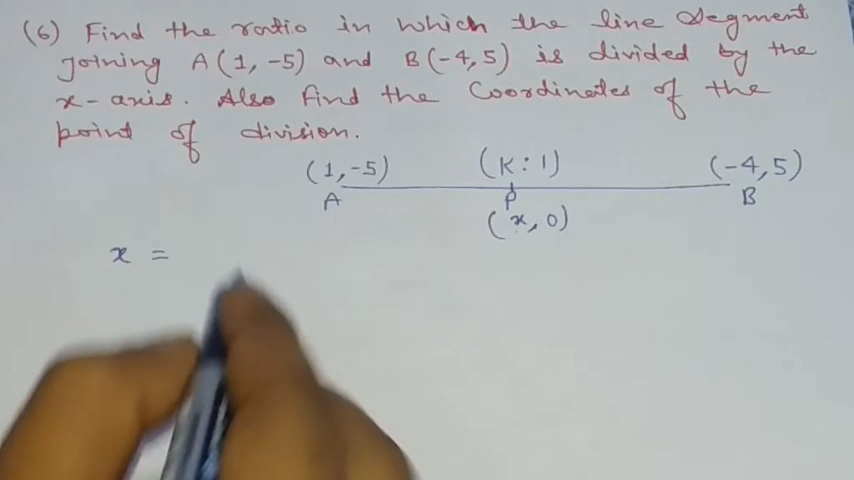 (6) Find the ratio in which the line segment
joining A(1, -5) and B(-4, 5) is divided by the
x-axis. Also find the Coordinates of the
point of division.
(1, -5) (K : 1) (-4, 5)
A P B
(x, 0)
x =